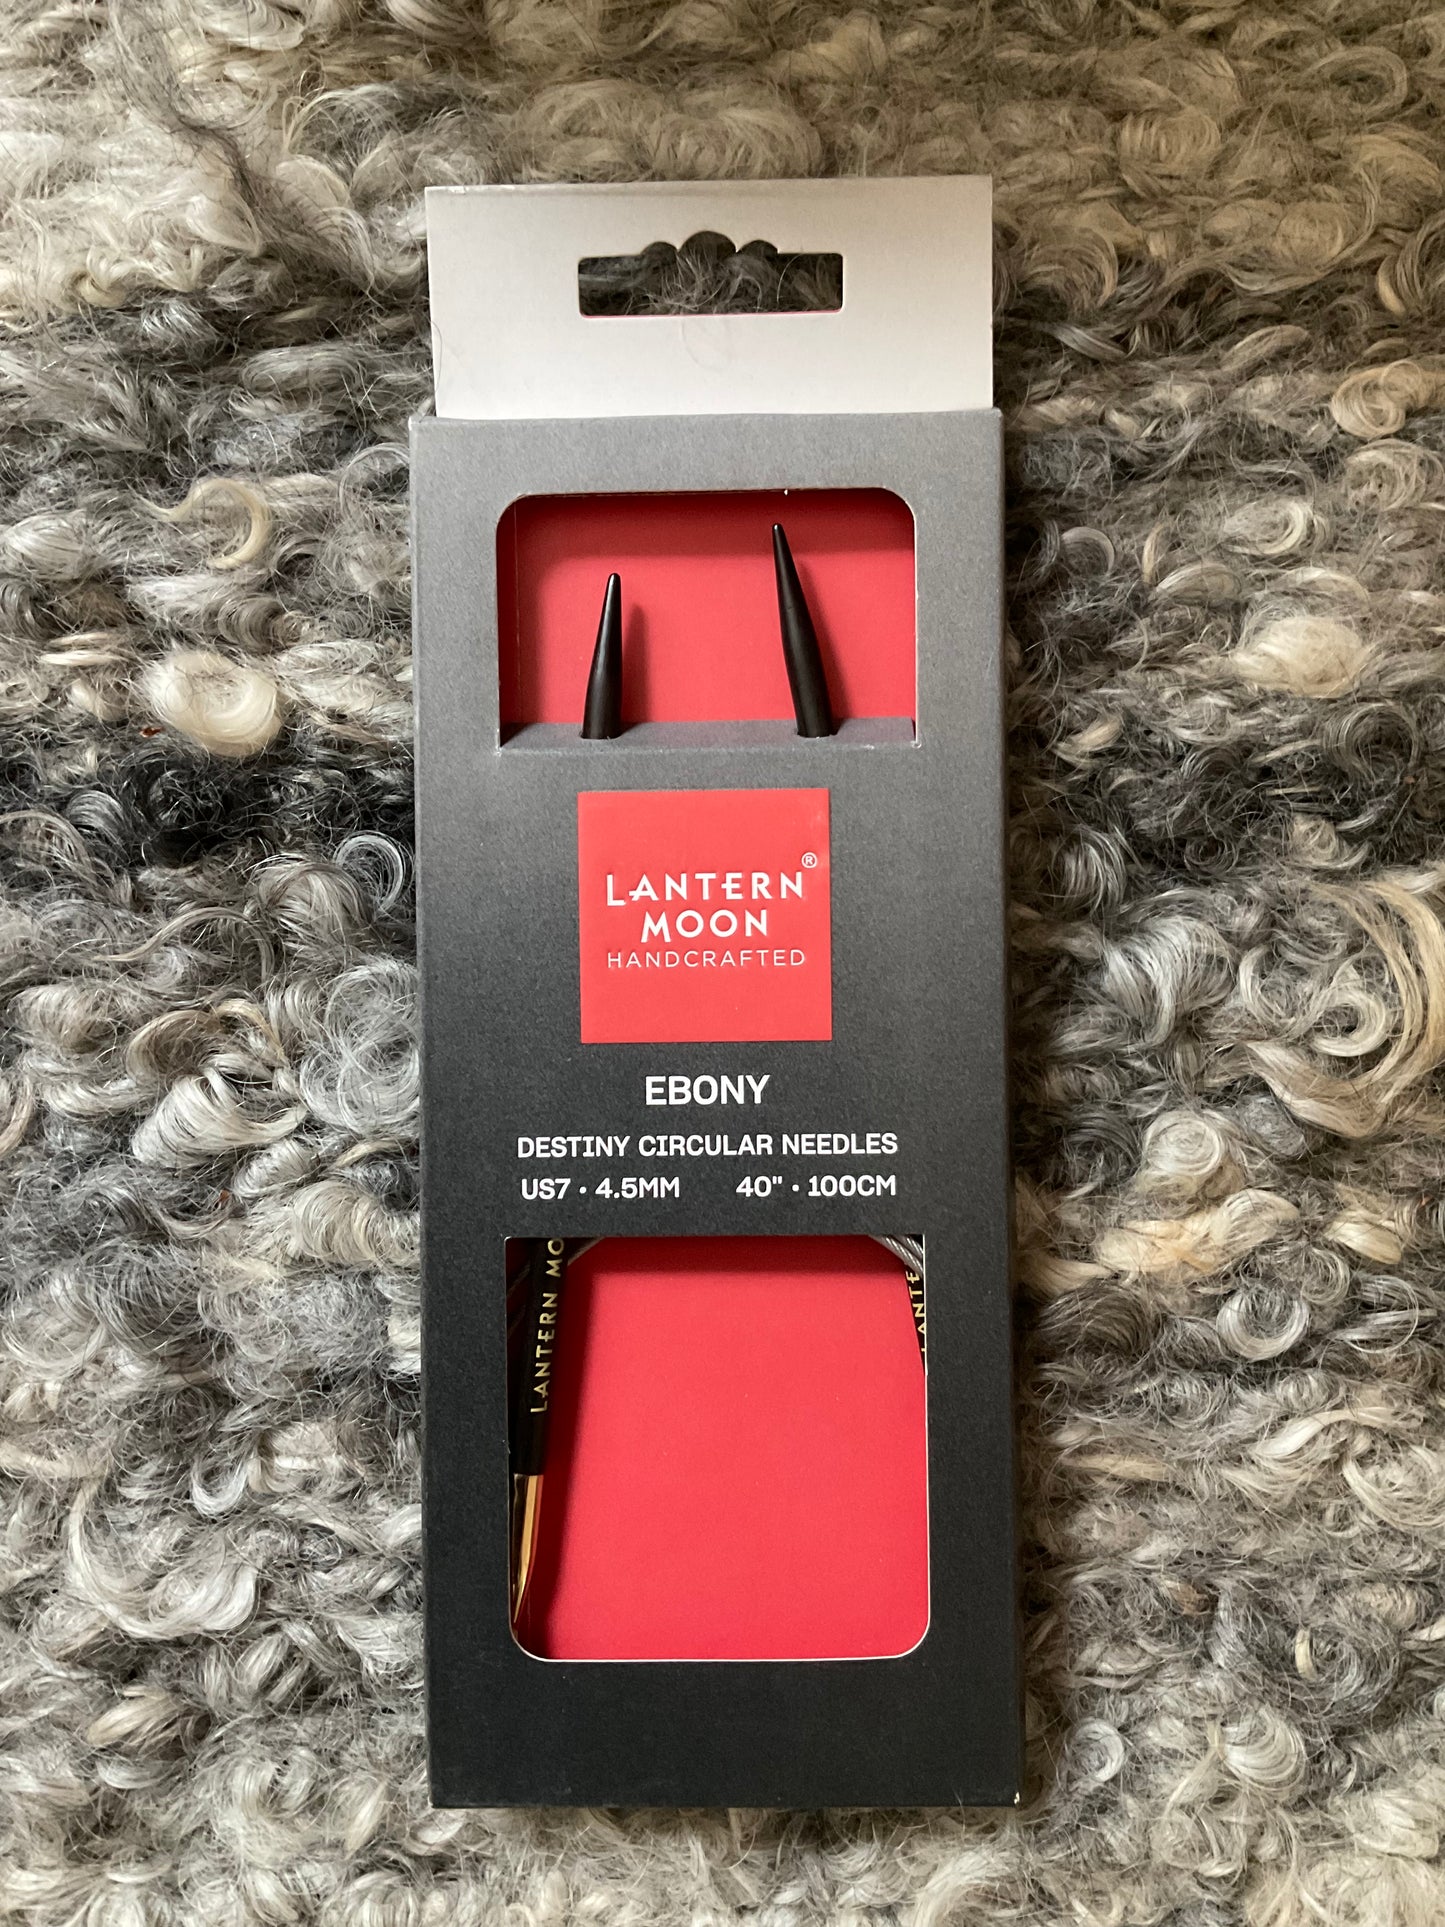 LANTERN®
MOON
HANDCRAFTED
EBONY
DESTINY CIRCULAR NEEDLES
US7 • 4.5MM 40" • 100CM
LANTERN MO
LANTE